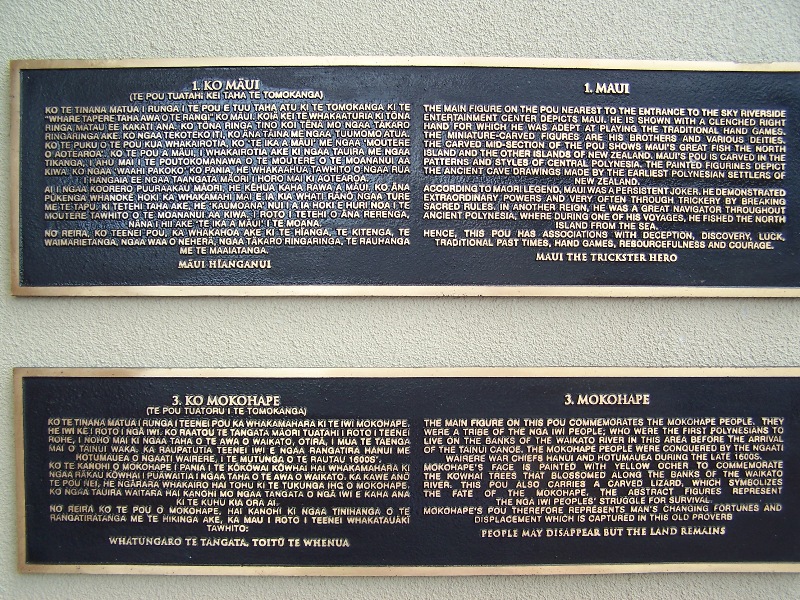 1. KO MĀUI
(TE POU TUATAHI KEI TAHA TE TOMOKANGA)
KO TE TINANA MATUA I RUNGA I TE POU E TUU TAHA ATU KI TE TOMOKANGA KI TE
"WHARE TAPERE TAHA AWA O TE RANGI" KO MĀUI. KOIĀ KEI TE WHAKAATURIA KI TŌNA
RINGA MATAU EE KAKATI ANA. KO TŌNA RINGA TINO KOI TĒNĀ MO NGAA TĀKARO
RINGARINGA AKE. KO NGAA TEKOTEKO ITI, KO ĀNA TĀINA ME NGAA TUUMOMO ATUA.
KO TE PUKU O TE POU KUA WHAKAIROTIA, KO 'TE IKA A MĀUI' ME NGAA 'MOUTERE
O AOTEAROA'. KO TE POU A MĀUI, I WHAKAIROTIA AKE KI NGAA TAUIRA ME NGAA
TIKANGA, I AHU MAI I TE POUTOKOMANAWA O TE MOUTERE O TE MOANANUI AA
KIWA. KO NGAA 'WAAHI PAKOKO' KO PANIA, HE WHAKAAHUA TAWHITO O NGAA RUA
I HANGAIA EE NGAA TANGATA MĀORI I HORO MAI KI AOTEAROA.
AI I NGAA KOORERO PUURAAKAU MĀORI, HE KĒHUA KAHA RAWA A MĀUI. KO ĀNA
PŪKENGA WHANOKE HOKI, KA WHAKAMAHI MAI E IA KIA WHATI RĀNŌ NGAA TURE
ME TE TAPU. KI TETEHI TAHA AKE, HE 'KAUMOANA' NUI I A IA HOKI E HURI NOA I TE
MOUTERE TAWHITO O TE MOANANUI AA KIWA. I ROTO I TETEHI O ĀNA RERENGA,
NĀNA I HII AKE 'TE IKA A MĀUI' I TE MOANA.
NO REIRA, KO TEENEI POU, KA WHAKAHOA AKE KI TE HĪANGA, TE KITENGA, TE
WAIMARIETANGA, NGAA WAA O NEHERĀ, NGAA TĀKARO RINGARINGA, TE RAUHANGA
ME TE MAAIATANGA.
MĀUI HĪANGANUI
1. MAUI
THE MAIN FIGURE ON THE POU NEAREST TO THE ENTRANCE TO THE SKY RIVERSIDE
ENTERTAINMENT CENTER DEPICTS MAUI. HE IS SHOWN WITH A CLENCHED RIGHT
HAND FOR WHICH HE WAS ADEPT AT PLAYING THE TRADITIONAL HAND GAMES.
THE MINIATURE-CARVED FIGURES ARE HIS BROTHERS AND VARIOUS DEITIES.
THE CARVED MID-SECTION OF THE POU SHOWS MAUI'S GREAT FISH THE NORTH
ISLAND AND THE OTHER ISLANDS OF NEW ZEALAND. MAUI'S POU IS CARVED IN THE
PATTERNS AND STYLES OF CENTRAL POLYNESIA. THE PAINTED FIGURES DEPICT
THE ANCIENT CAVE DRAWINGS MADE BY THE EARLIEST POLYNESIAN SETTLERS OF
NEW ZEALAND.
ACCORDING TO MAORI LEGEND, MAUI WAS A PERSISTENT JOKER. HE DEMONSTRATED
EXTRAORDINARY POWERS AND VERY OFTEN THROUGH TRICKERY BY BREAKING
SACRED RULES. IN ANOTHER REIGN, HE WAS A GREAT NAVIGATOR THROUGHOUT
ANCIENT POLYNESIA, WHERE DURING ONE OF HIS VOYAGES, HE FISHED THE NORTH
ISLAND FROM THE SEA.
HENCE, THIS POU HAS ASSOCIATIONS WITH DECEPTION, DISCOVERY, LUCK,
TRADITIONAL PAST TIMES, HAND GAMES, RESOURCEFULNESS AND COURAGE.
MAUI THE TRICKSTER HERO
3. KO MOKOHAPE
(TE POU TUATORU I TE TOMOKANGA)
KO TE TINANA MATUA I RUNGA I TEENEI POU KA WHAKAMAHARA KI TE IWI MOKOHAPE.
HE IWI KĒ I ROTO I NGĀ IWI. KO RAATOU TE TANGATA MĀORI TUATAHI I ROTO I TEENEI
ROHE, I NOHO MAI KI NGAA TAHA O TE AWA O WAIKATO, OTIRĀ, I MUA TE TAENGA
MAI O TAINUI WAKA. KA RAUPATUTIA TEENEI IWI E NGAA RANGATIRA HĀNUI ME
HOTUMAUEA O NGAATI WAIRERE, I TE MUTUNGA O TE RAUTAU 1600S'.
KO TE KANOHI O MOKOHAPE I PANIA I TE KŌKŌWAI KŌWHAI HAI WHAKAMAHARA KI
NGAA RĀKAU KŌWHAI I PUĀWAITIA I NGAA TAHA O TE AWA O WAIKATO. KA KAWE ANŌ
TE POU NEI, HE NGĀRARA WHAKAIRO HAI TOHU KI TE TUKUNGA IHO O MOKOHAPE.
KO NGAA TAUIRA WAITARA HAI KANOHI MŌ NGAA TANGATA O NGĀ IWI E KAHA ANA
KI TE KUHU KIA ORA AI.
NO REIRA KO TE POU O MOKOHAPE, HAI KANOHI KI NGAA TINIHANGA O TE
RANGATIRATANGA ME TE HIKINGA AKE, KA MAU I ROTO I TEENEI WHAKATAUĀKĪ
TAWHITO:
WHATUNGARO TE TANGATA, TOITŪ TE WHENUA
3. MOKOHAPE
THE MAIN FIGURE ON THIS POU COMMEMORATES THE MOKOHAPE PEOPLE. THEY
WERE A TRIBE OF THE NGA IWI PEOPLE; WHO WERE THE FIRST POLYNESIANS TO
LIVE ON THE BANKS OF THE WAIKATO RIVER IN THIS AREA BEFORE THE ARRIVAL
OF THE TAINUI CANOE. THE MOKOHAPE PEOPLE WERE CONQUERED BY THE NGAATI
WAIRERE WAR CHIEFS HANUI AND HOTUMAUEA DURING THE LATE 1600S.
MOKOHAPE'S FACE IS PAINTED WITH YELLOW OCHER TO COMMEMORATE
THE KOWHAI TREES THAT BLOSSOMED ALONG THE BANKS OF THE WAIKATO
RIVER. THIS POU ALSO CARRIES A CARVED LIZARD, WHICH SYMBOLIZES
THE FATE OF THE MOKOHAPE. THE ABSTRACT FIGURES REPRESENT
THE NGA IWI PEOPLES' STRUGGLE FOR SURVIVAL.
MOKOHAPE'S POU THEREFORE REPRESENTS MAN'S CHANGING FORTUNES AND
DISPLACEMENT WHICH IS CAPTURED IN THIS OLD PROVERB
PEOPLE MAY DISAPPEAR BUT THE LAND REMAINS